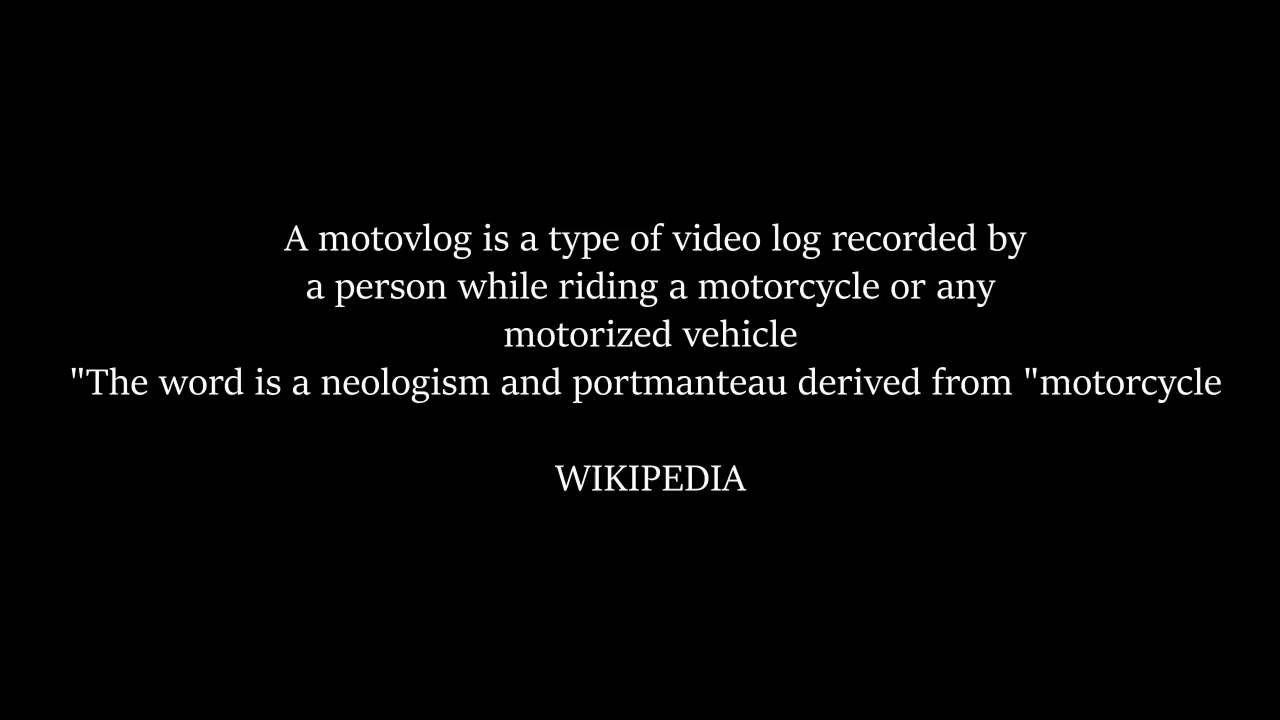 A motovlog is a type of video log recorded by
a person while riding a motorcycle or any
motorized vehicle
"The word is a neologism and portmanteau derived from "motorcycle
WIKIPEDIA